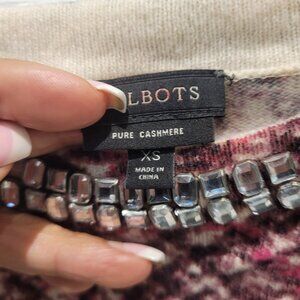 LBOTS
PURE CASHMERE
XS
MADE IN
CHINA